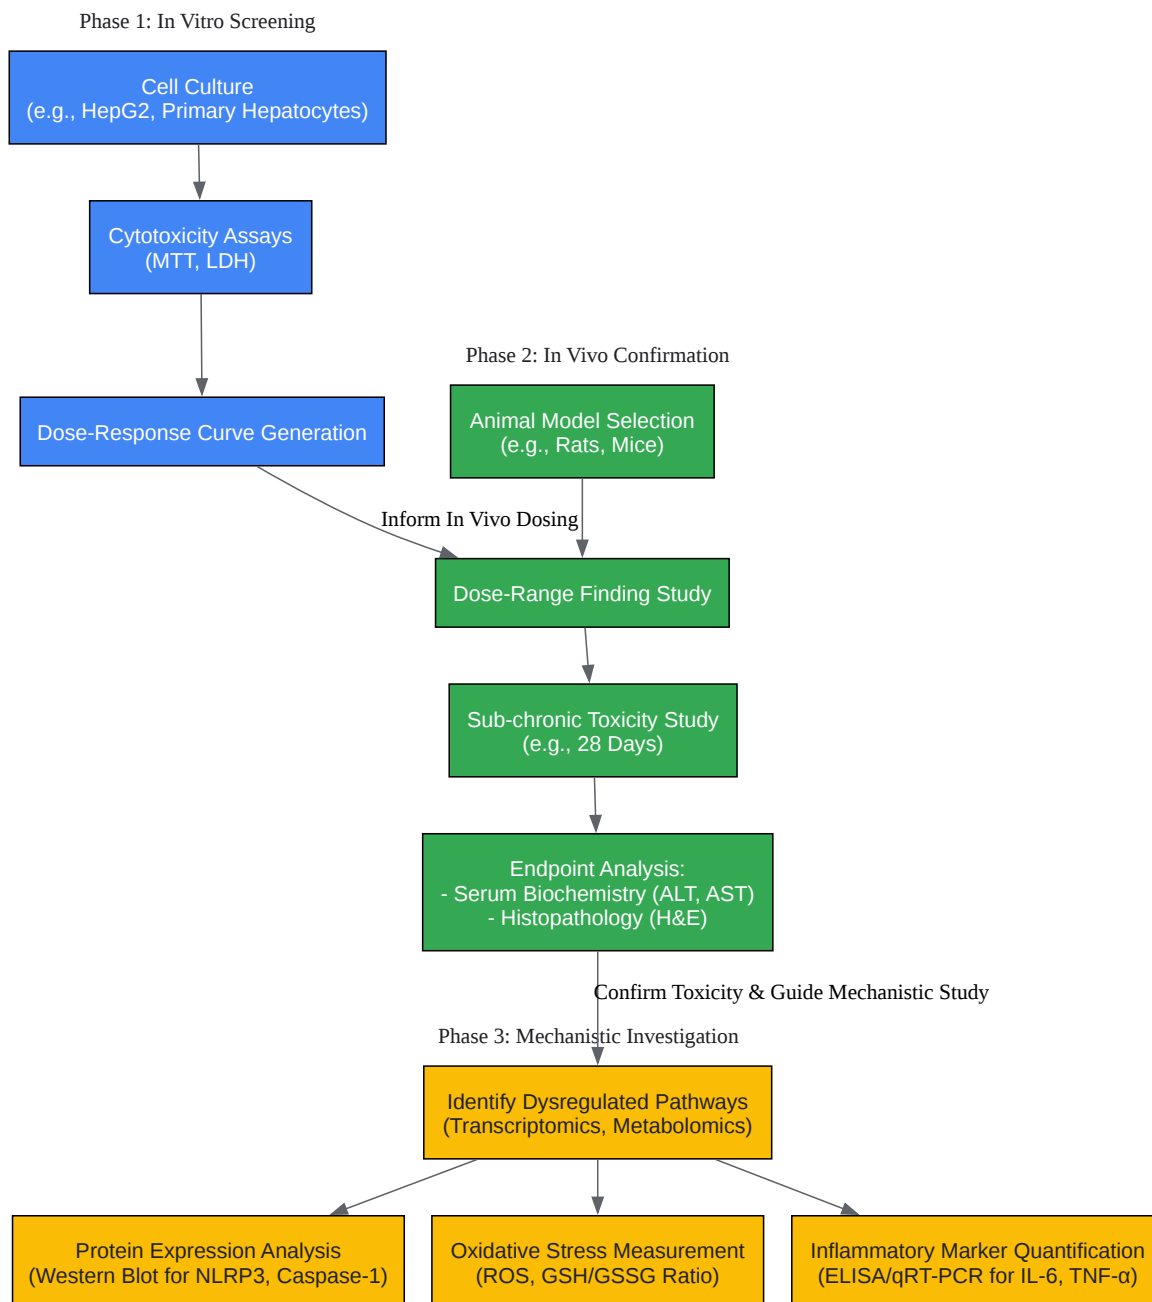 Phase 1: In Vitro Screening
Cell Culture
(e.g., HepG2, Primary Hepatocytes)
Cytotoxicity Assays
(MTT, LDH)
Dose-Response Curve Generation
Phase 2: In Vivo Confirmation
Animal Model Selection
(e.g., Rats, Mice)
Inform In Vivo Dosing
Dose-Range Finding Study
Sub-chronic Toxicity Study
(e.g., 28 Days)
Endpoint Analysis:
- Serum Biochemistry (ALT, AST)
- Histopathology (H&E)
Confirm Toxicity & Guide Mechanistic Study
Phase 3: Mechanistic Investigation
Identify Dysregulated Pathways
(Transcriptomics, Metabolomics)
Protein Expression Analysis
(Western Blot for NLRP3, Caspase-1)
Oxidative Stress Measurement
(ROS, GSH/GSSG Ratio)
Inflammatory Marker Quantification
(ELISA/qRT-PCR for IL-6, TNF-α)